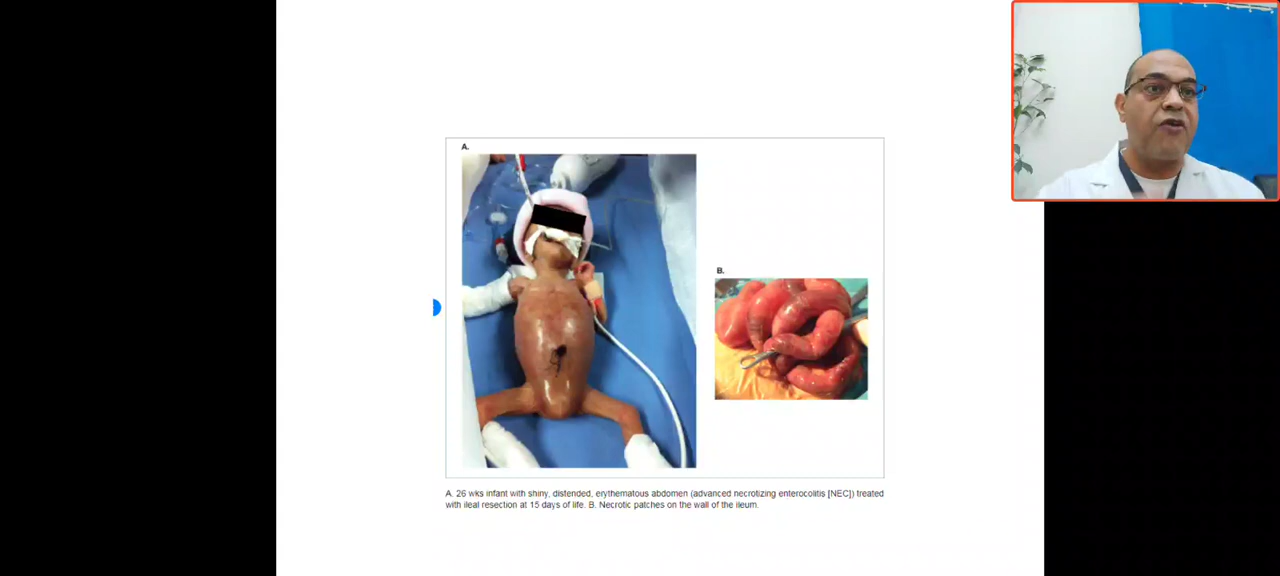 A.
B.
A. 26 wks infant with shiny, distended, erythematous abdomen (advanced necrotizing enterocolitis [NEC]) treated
with ileal resection at 15 days of life. B. Necrotic patches on the wall of the ileum.